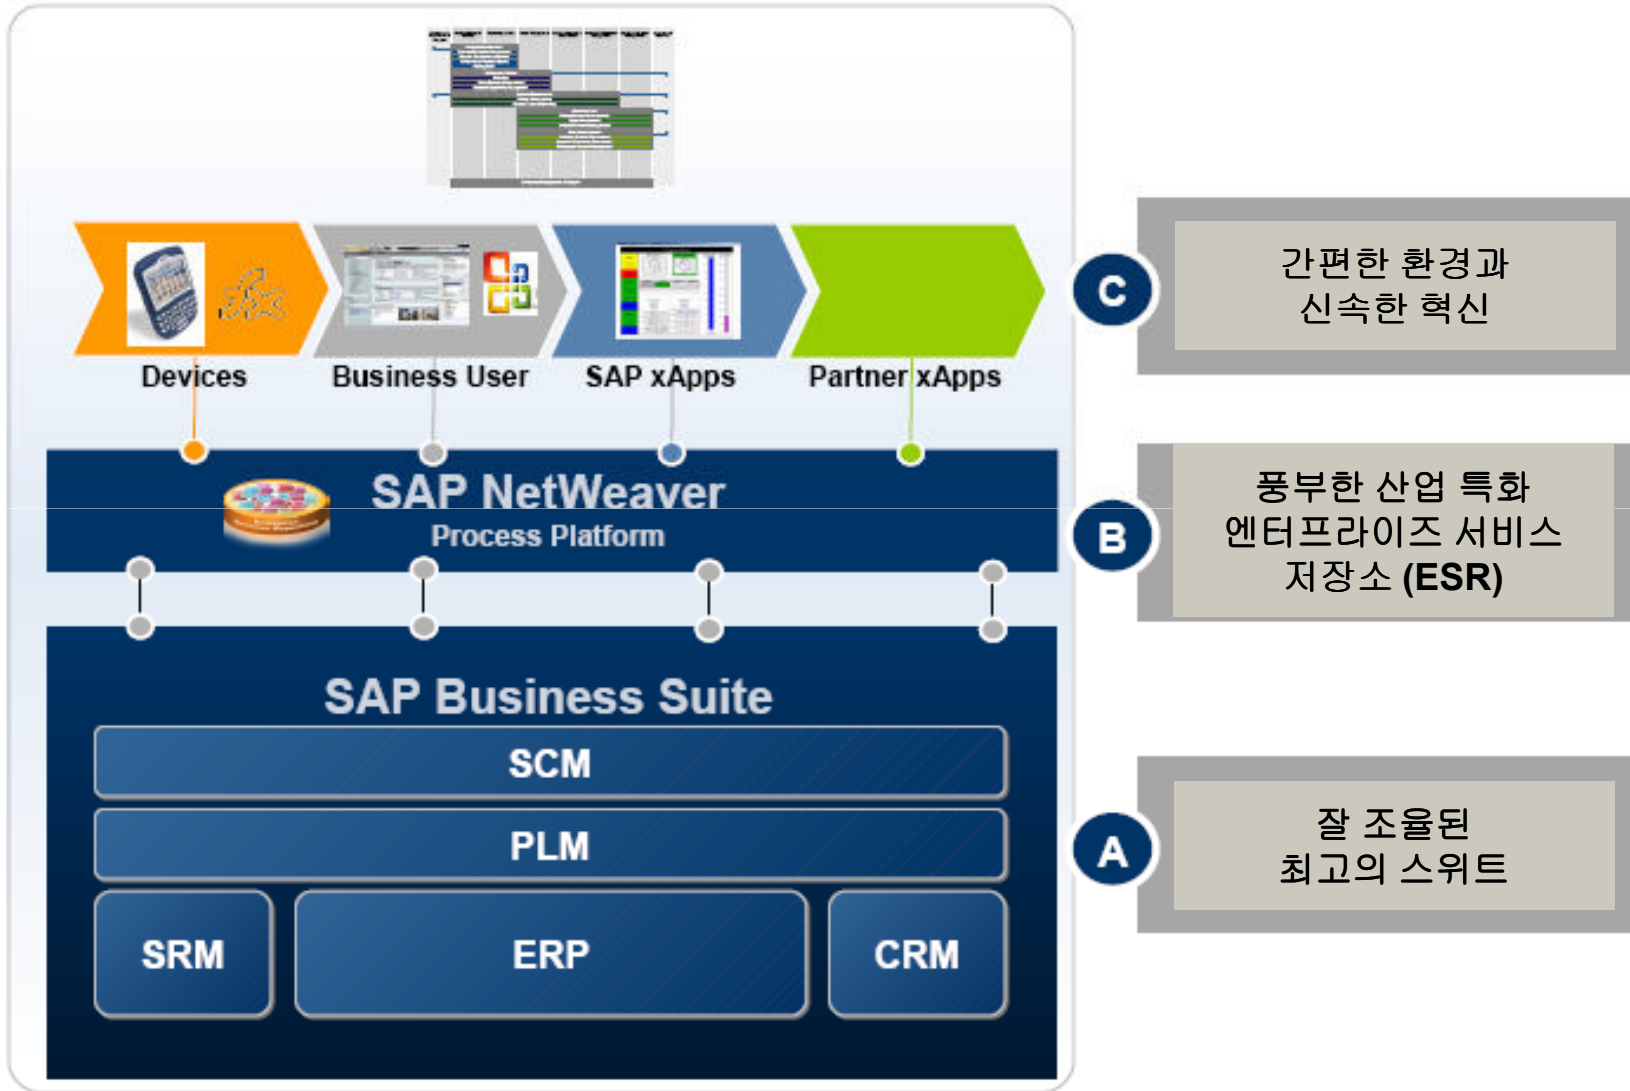 Devices
Business User
SAP xApps
Partner xApps
C
간편한 환경과
신속한 혁신
SAP NetWeaver
Process Platform
B
풍부한 산업 특화
엔터프라이즈 서비스
저장소 (ESR)
SAP Business Suite
SCM
PLM
SRM
ERP
CRM
A
잘 조율된
최고의 스위트